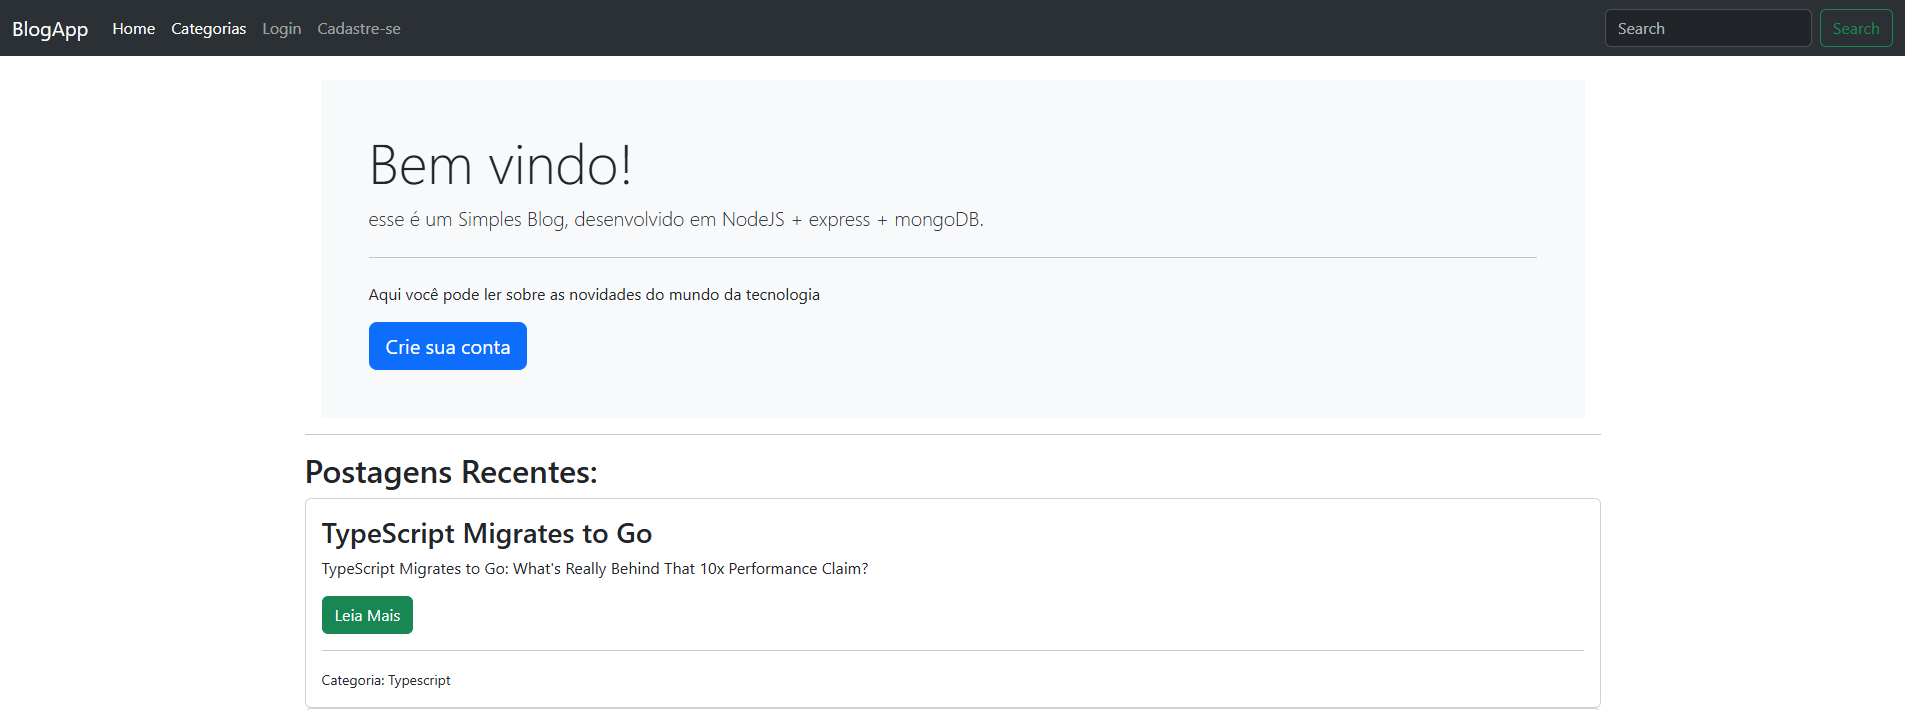 BlogApp Home Categorias Login Cadastre-se Search Search
Bem vindo!
esse é um Simples Blog, desenvolvido em NodeJS + express + mongoDB.
Aqui você pode ler sobre as novidades do mundo da tecnologia
Crie sua conta
Postagens Recentes:
TypeScript Migrates to Go
TypeScript Migrates to Go: What's Really Behind That 10x Performance Claim?
Leia Mais
Categoria: Typescript